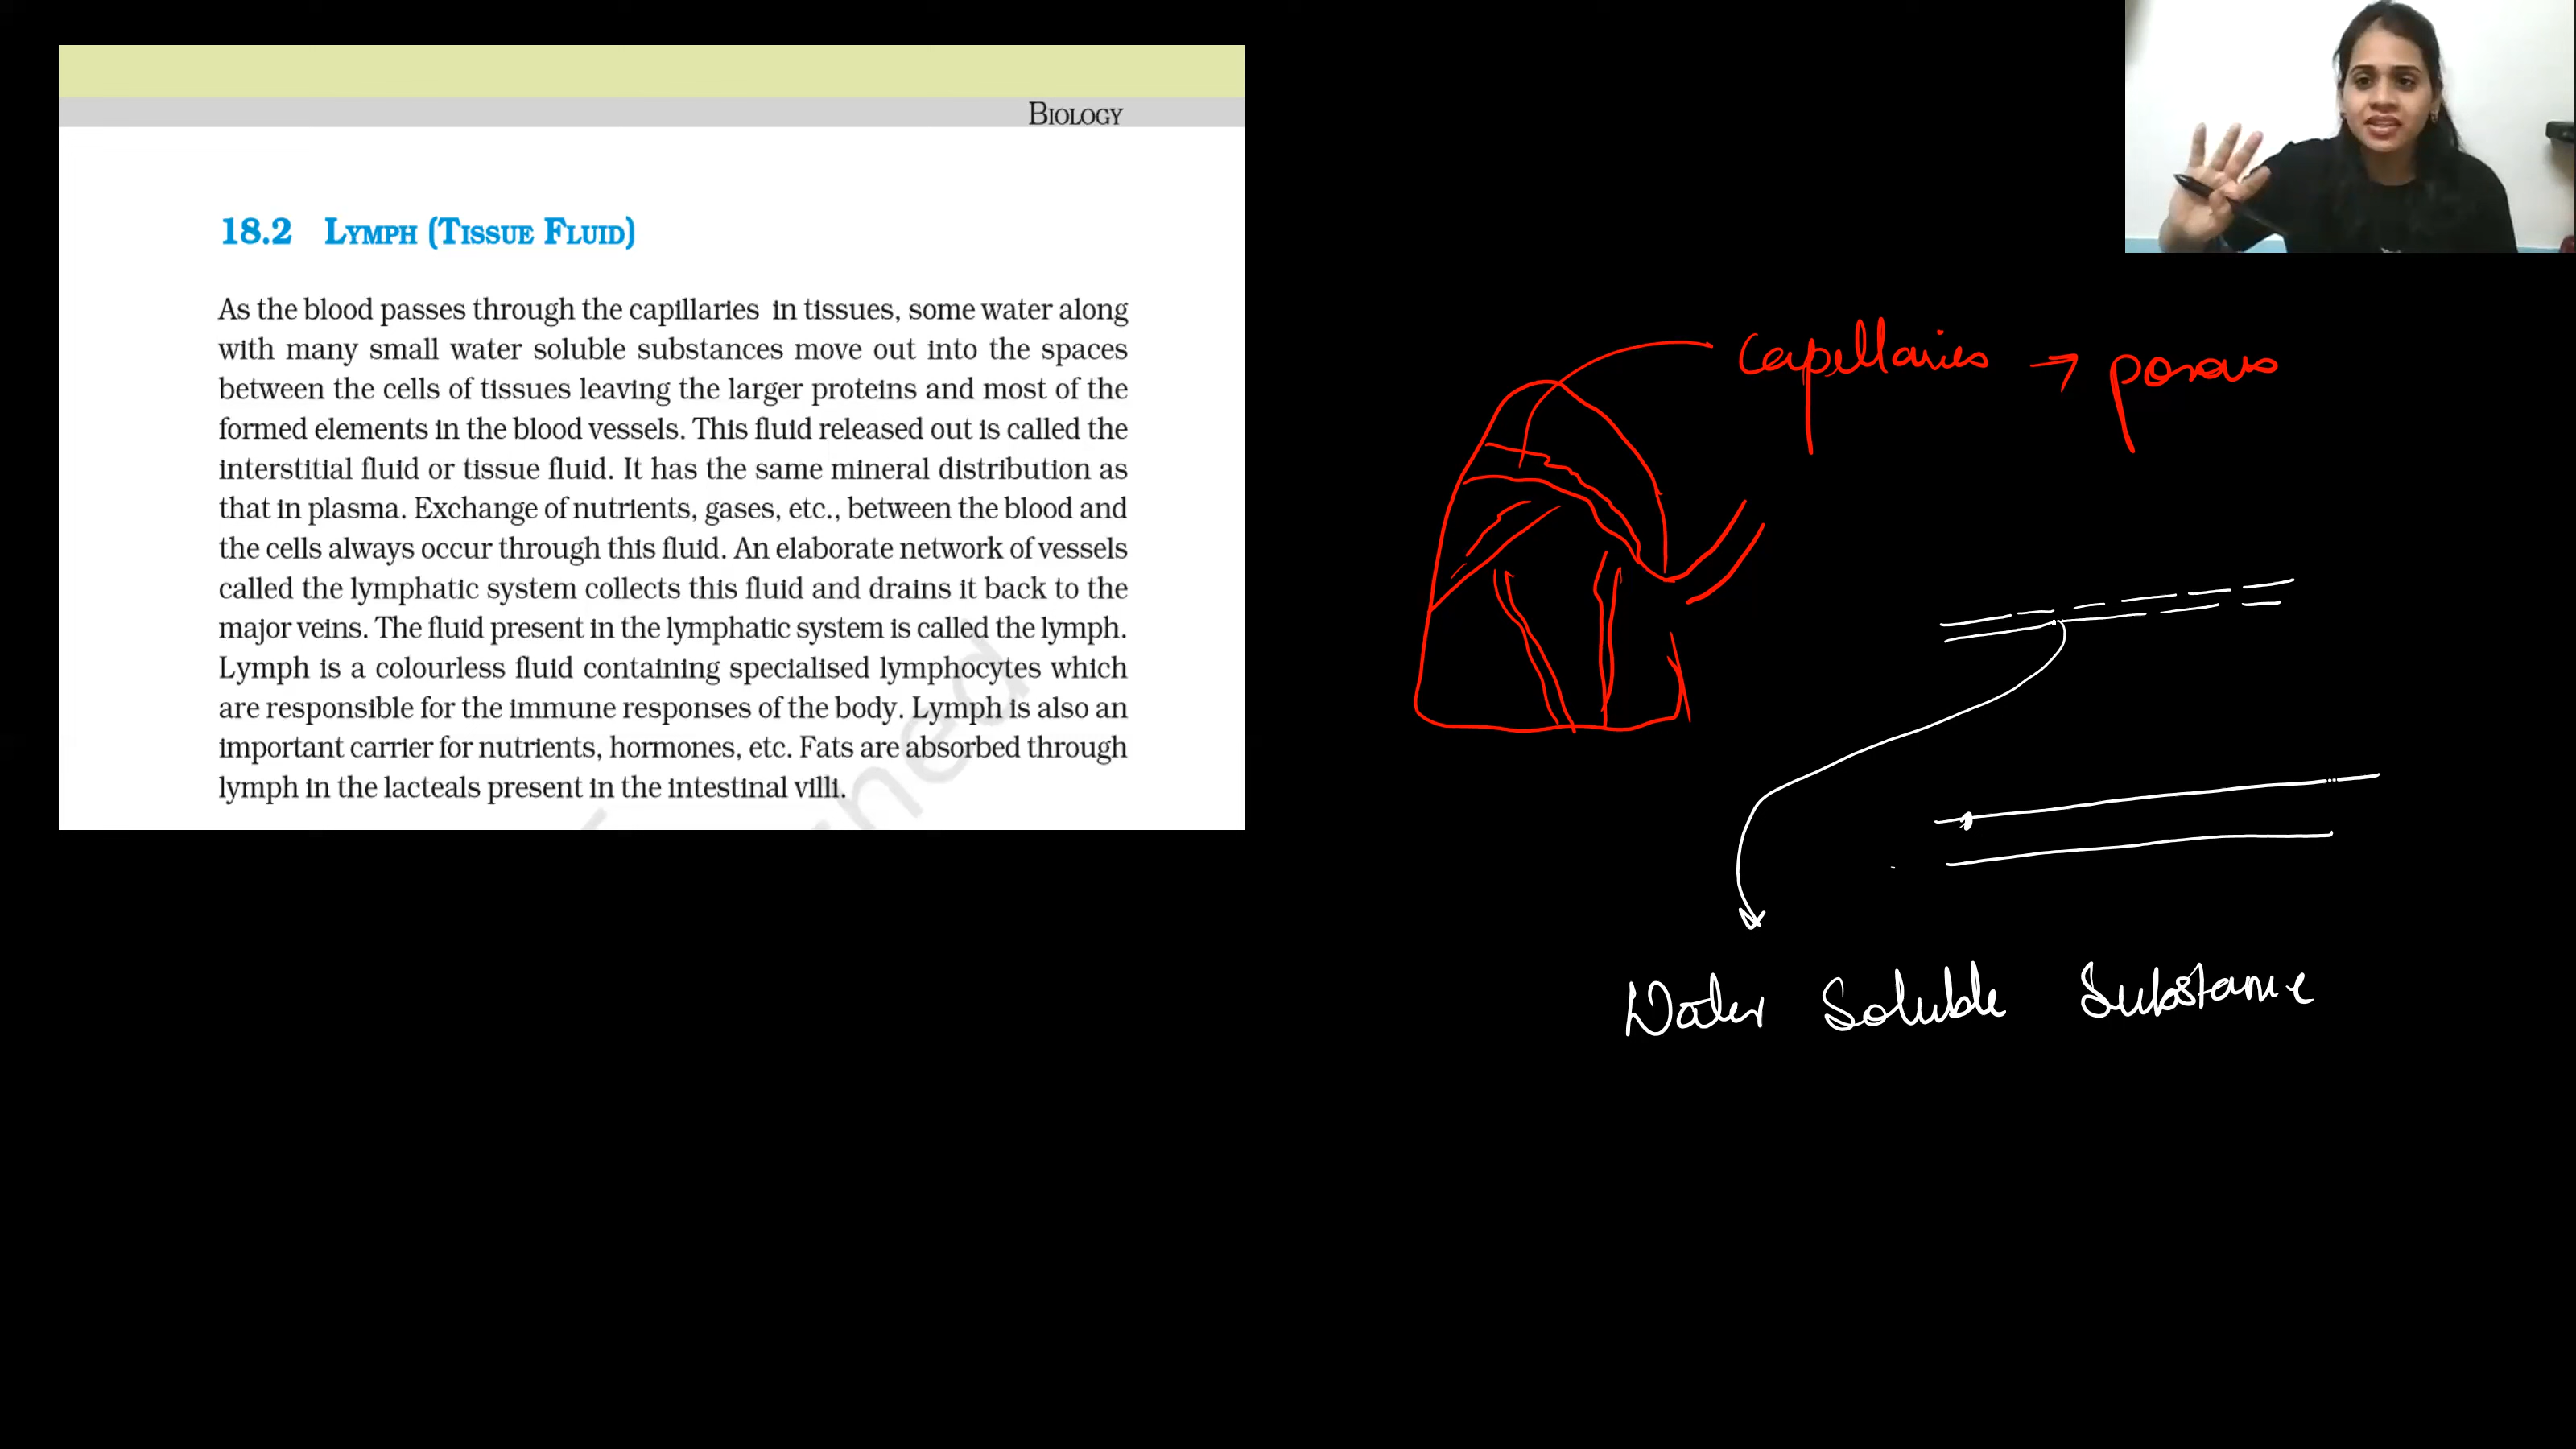 BIOLOGY
18.2 LYMPH (TISSUE FLUID)
As the blood passes through the capillaries in tissues, some water along
with many small water soluble substances move out into the spaces
between the cells of tissues leaving the larger proteins and most of the
formed elements in the blood vessels. This fluid released out is called the
interstitial fluid or tissue fluid. It has the same mineral distribution as
that in plasma. Exchange of nutrients, gases, etc., between the blood and
the cells always occur through this fluid. An elaborate network of vessels
called the lymphatic system collects this fluid and drains it back to the
major veins. The fluid present in the lymphatic system is called the lymph.
Lymph is a colourless fluid containing specialised lymphocytes which
are responsible for the immune responses of the body. Lymph is also an
important carrier for nutrients, hormones, etc. Fats are absorbed through
lymph in the lacteals present in the intestinal villi.
capillaries → porous
Water Soluble Substance